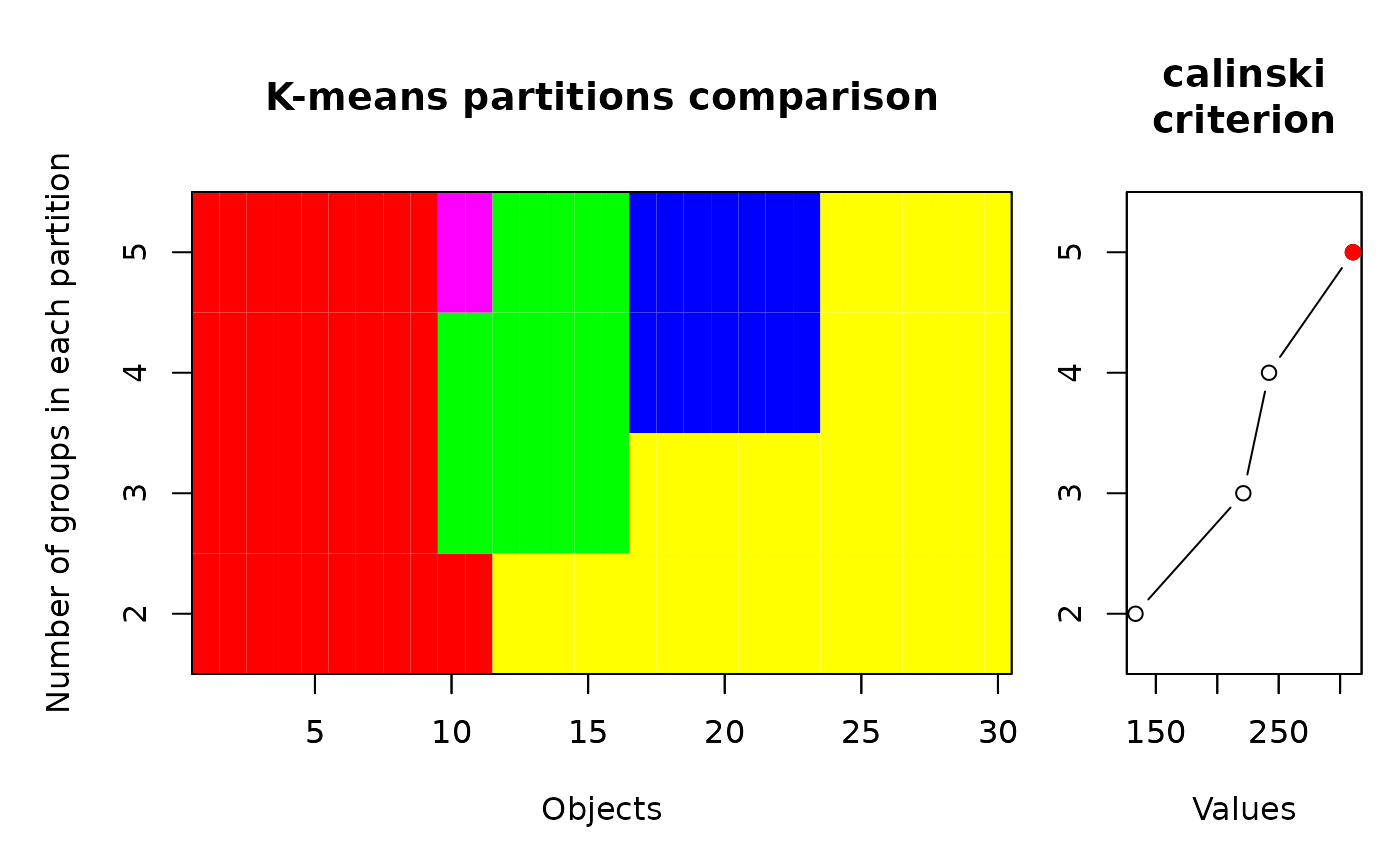 K-means partitions comparison
calinski
criterion
Number of groups in each partition
5
4
3
2
5 10 15 20 25 30
Objects
5
4
3
2
150 250
Values